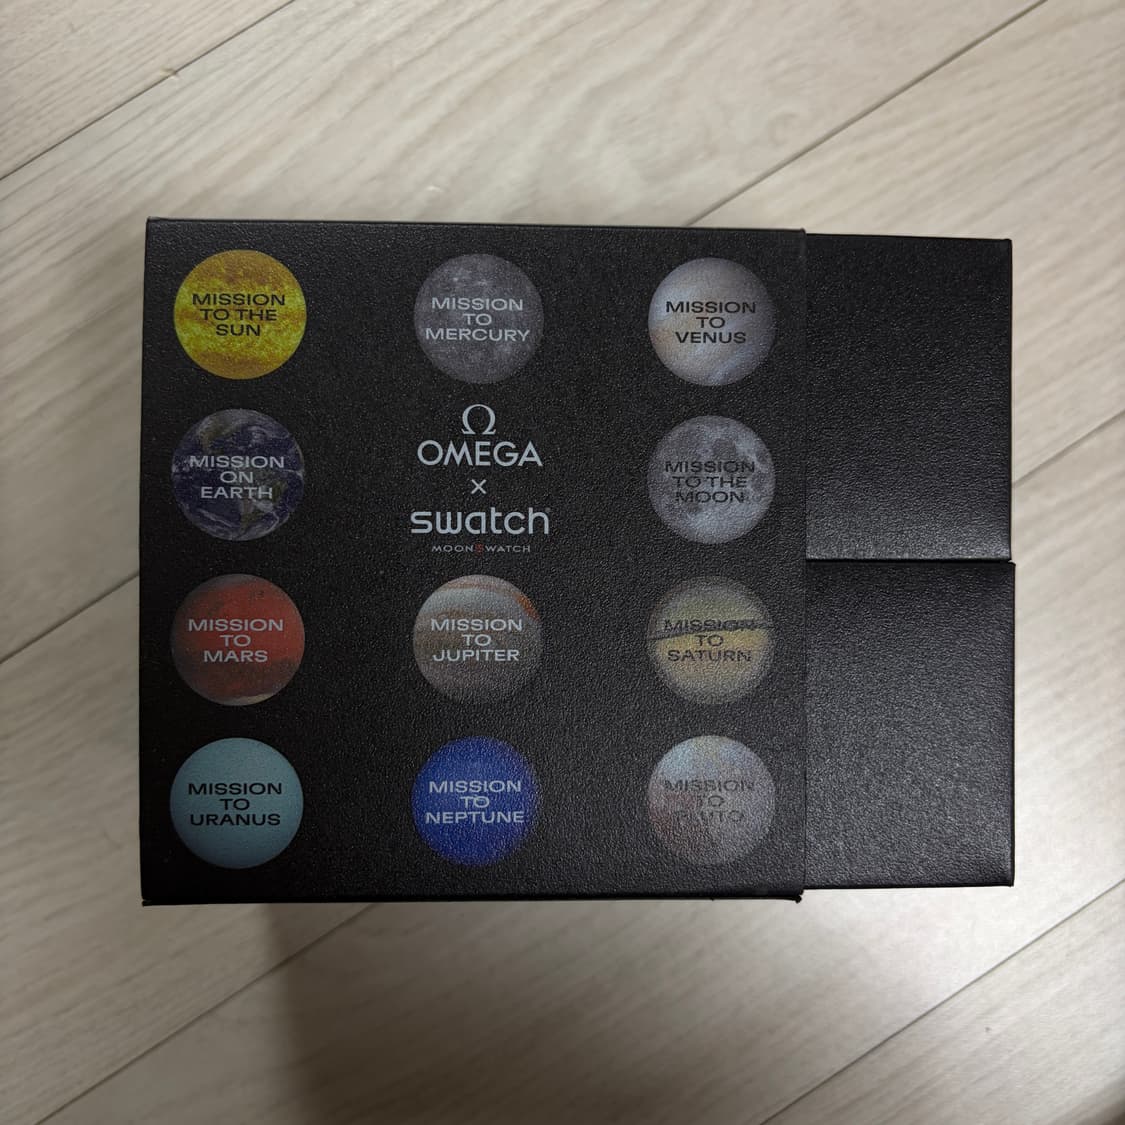 MISSION
TO THE
SUN
MISSION
TO
MERCURY
MISSION
TO
VENUS
MISSION
ON
EARTH
Ω
OMEGA
×
swatch
MOONSWATCH
MISSION
TO THE
MOON
MISSION
TO
MARS
MISSION
TO
JUPITER
MISSION
TO
SATURN
MISSION
TO
URANUS
MISSION
TO
NEPTUNE
MISSION
TO
PLUTO